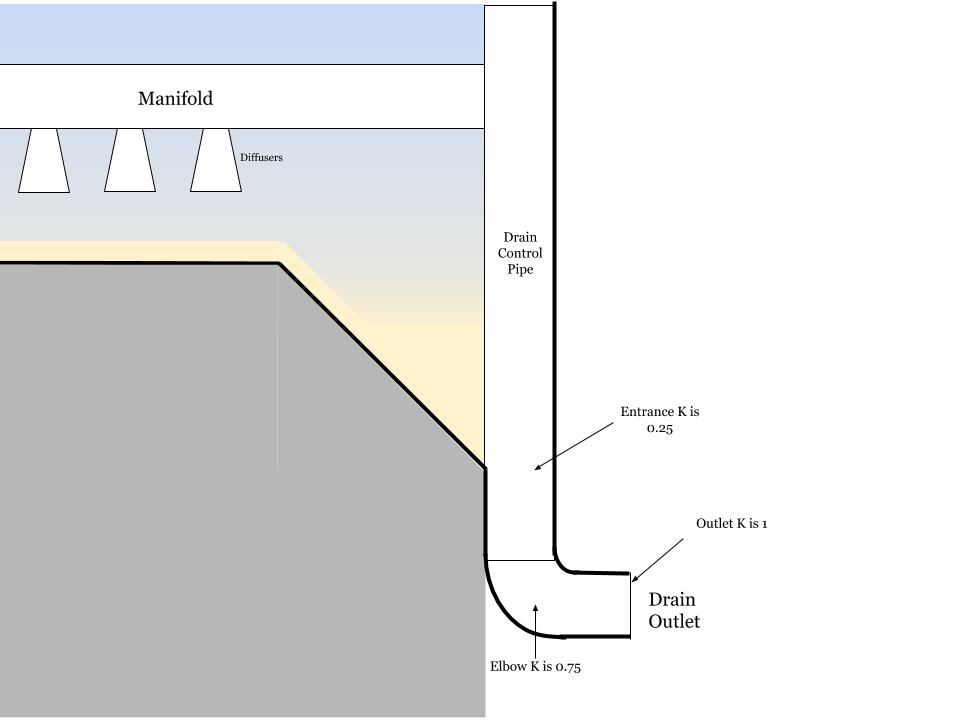 Manifold
Diffusers
Drain
Control
Pipe
Entrance K is
0.25
Outlet K is 1
Drain
Outlet
Elbow K is 0.75